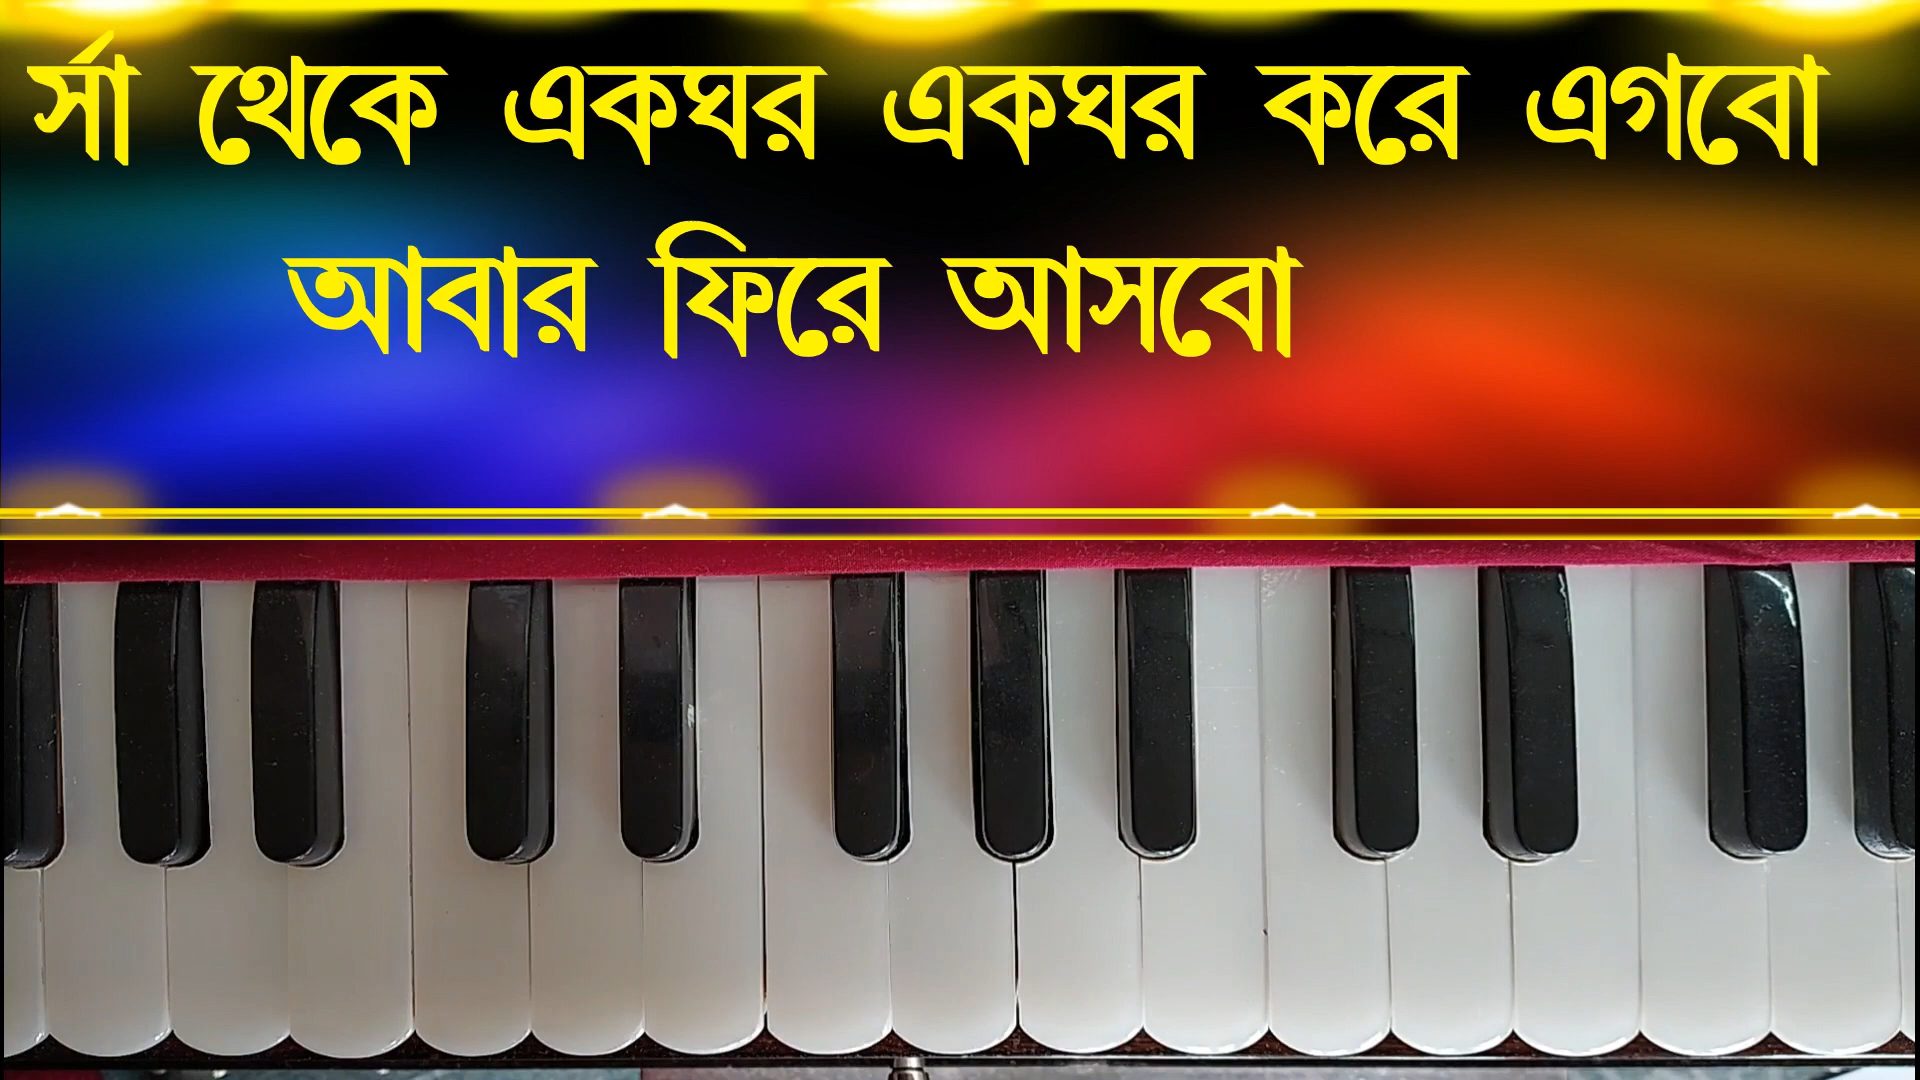 র্সা থেকে একঘর একঘর করে এগবো
আবার ফিরে আসবো